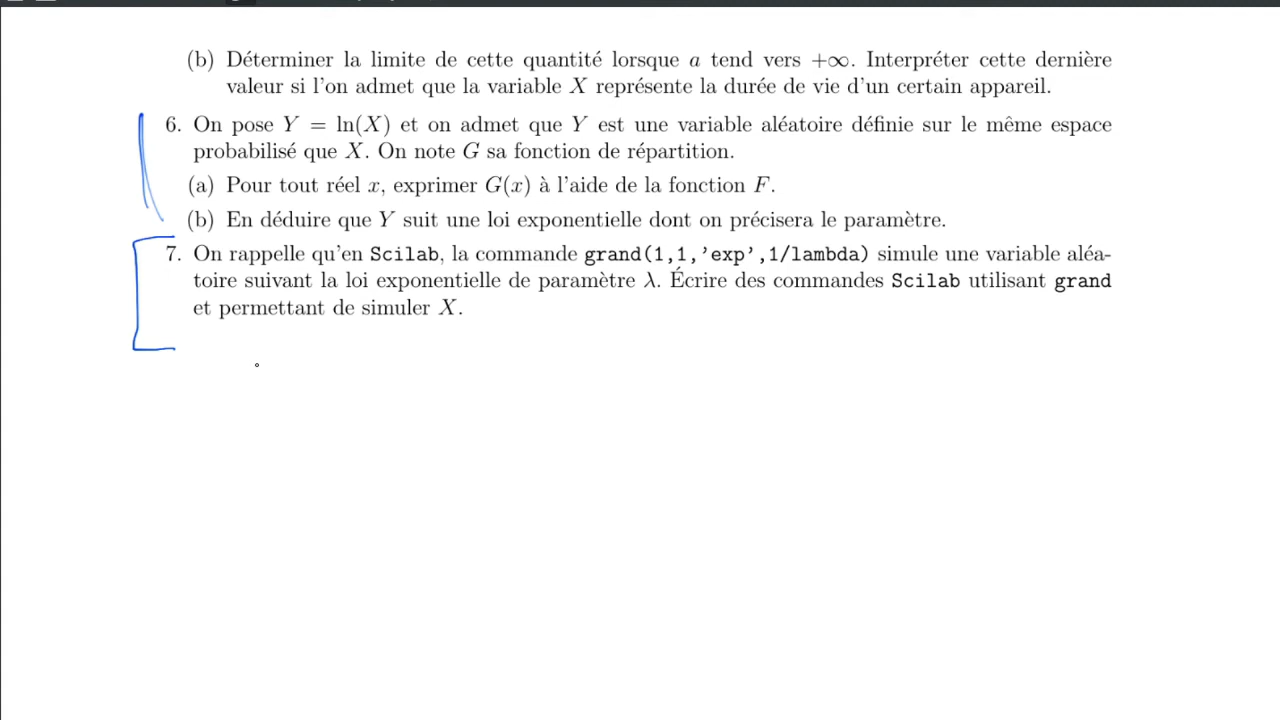 (b) Déterminer la limite de cette quantité lorsque a tend vers +∞. Interpréter cette dernière
valeur si l'on admet que la variable X représente la durée de vie d'un certain appareil.
6. On pose Y = ln(X) et on admet que Y est une variable aléatoire définie sur le même espace
probabilisé que X. On note G sa fonction de répartition.
(a) Pour tout réel x, exprimer G(x) à l'aide de la fonction F.
(b) En déduire que Y suit une loi exponentielle dont on précisera le paramètre.
7. On rappelle qu'en Scilab, la commande grand(1,1,'exp',1/lambda) simule une variable aléa-
toire suivant la loi exponentielle de paramètre λ. Écrire des commandes Scilab utilisant grand
et permettant de simuler X.